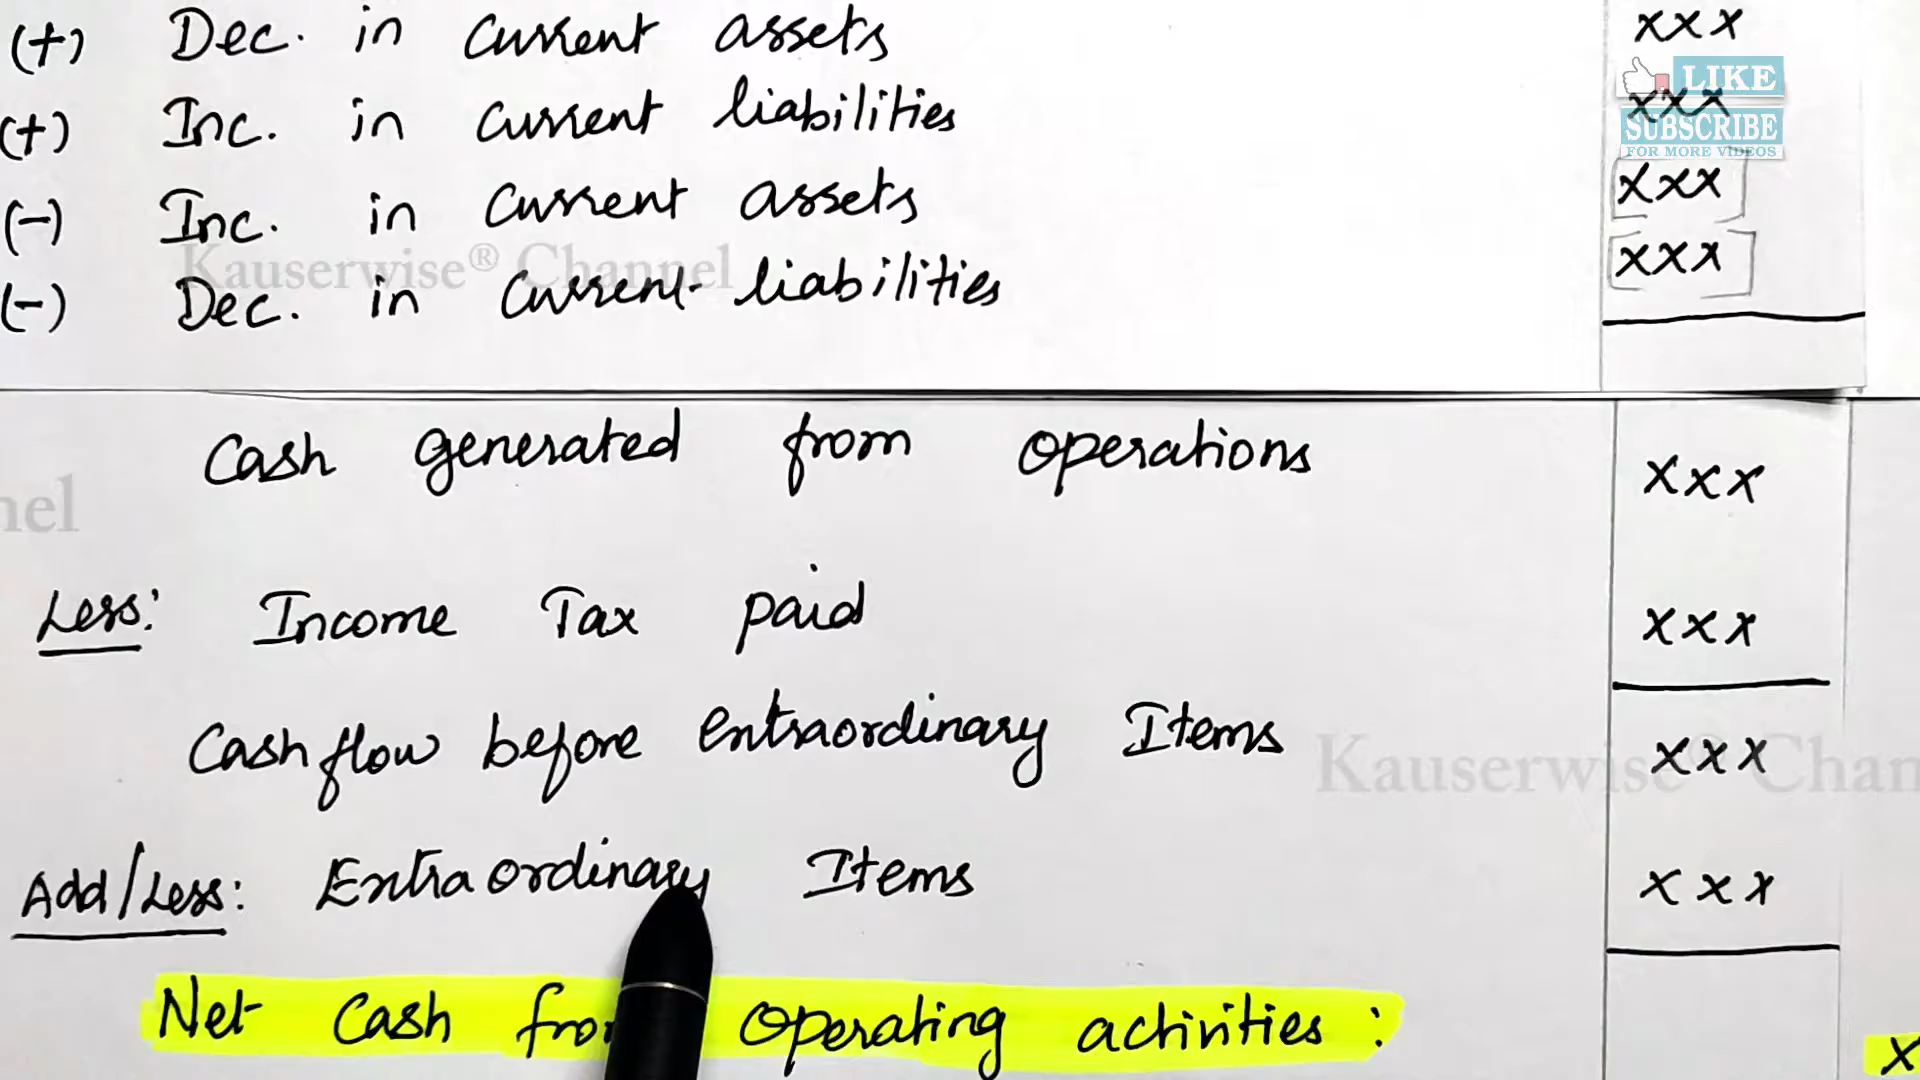 (+) Dec. in current assets xxx
LIKE
(+) Inc. in current liabilities xxx
SUBSCRIBE
FOR MORE VIDEOS
(-) Inc. in current assets [xxx]
Kauserwise® Channel
(-) Dec. in current liabilities [xxx]
Cash generated from operations xxx
nel
Less: Income Tax paid xxx
Cash flow before extraordinary Items xxx
Kauserwise® Chan
Add/Less: Extraordinary Items xxx
Net cash from operating activities: x